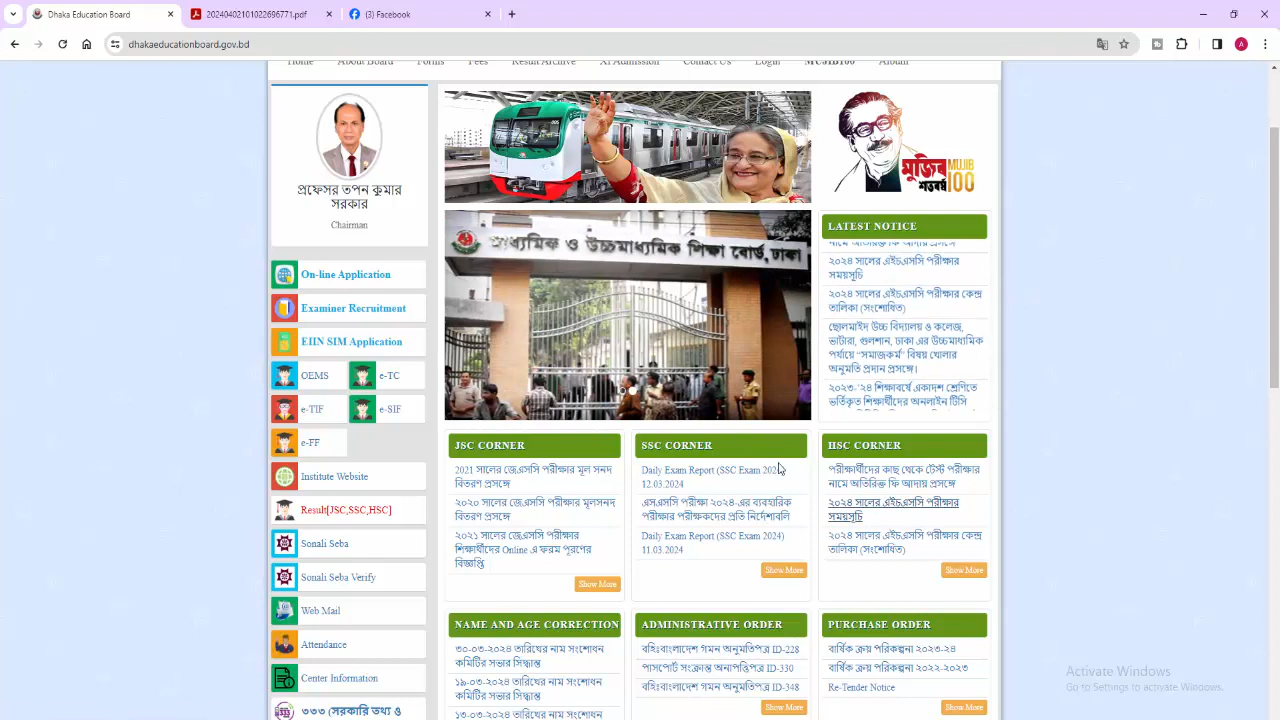 20240402010226967719.pdf
Facebook
dhakaeducationboard.gov.bd
Home About Board Forms Fees Result Archive XI Admission Contact Us Login MUJIB100 Album
প্রফেসর তপন কুমার
সরকার
Chairman
On-line Application
Examiner Recruitment
EIIN SIM Application
OEMS
e-TC
e-TIF
e-SIF
e-FF
Institute Website
Result[JSC,SSC,HSC]
Sonali Seba
Sonali Seba Verify
Web Mail
Attendance
Center Information
৩৩৩ (সরকারি তথ্য ও
মাধ্যমিক ও উচ্চমাধ্যমিক শিক্ষা বোর্ড, ঢাকা
মুজিব
শতবর্ষ
MUJIB
100
LATEST NOTICE
নামে অতিরিক্ত ফি আদায় প্রসঙ্গে
২০২৪ সালের এইচএসসি পরীক্ষার
সময়সূচি
২০২৪ সালের এইচএসসি পরীক্ষার কেন্দ্র
তালিকা (সংশোধিত)
ছোলমাইদ উচ্চ বিদ্যালয় ও কলেজ,
ভাটারা, গুলশান, ঢাকা এর উচ্চমাধ্যমিক
পর্যায়ে “সমাজকর্ম” বিষয় খোলার
অনুমতি প্রদান প্রসঙ্গে।
২০২৩-'২৪ শিক্ষাবর্ষে একাদশ শ্রেণিতে
ভর্তিকৃত শিক্ষার্থীদের অনলাইন টিসি
JSC CORNER
2021 সালের জেএসসি পরীক্ষার মূল সনদ
বিতরণ প্রসঙ্গে
২০২০ সালের জেএসসি পরীক্ষার মূলসনদ
বিতরণ প্রসঙ্গে
২০২১ সালের জেএসসি পরীক্ষার
শিক্ষার্থীদের Online এ ফরম পূরণের
বিজ্ঞপ্তি
Show More
SSC CORNER
Daily Exam Report (SSC Exam 2024)
12.03.2024
এসএসসি পরীক্ষা ২০২৪-এর ব্যবহারিক
পরীক্ষার পরীক্ষকদের প্রতি নির্দেশাবলি
Daily Exam Report (SSC Exam 2024)
11.03.2024
Show More
HSC CORNER
পরীক্ষার্থীদের কাছ থেকে টেস্ট পরীক্ষার
নামে অতিরিক্ত ফি আদায় প্রসঙ্গে
২০২৪ সালের এইচএসসি পরীক্ষার
সময়সূচি
২০২৪ সালের এইচএসসি পরীক্ষার কেন্দ্র
তালিকা (সংশোধিত)
Show More
NAME AND AGE CORRECTION
৩০-০৩-২০২৪ তারিখের নাম সংশোধন
কমিটির সভার সিদ্ধান্ত
১৯-০৩-২০২৪ তারিখের নাম সংশোধন
কমিটির সভার সিদ্ধান্ত
১৩-০৩-২০২৪ তারিখের নাম সংশোধন
ADMINISTRATIVE ORDER
বহিঃবাংলাদেশ গমন অনুমতিপত্র ID-228
পাসপোর্ট সংক্রান্ত অনাপত্তিপত্র ID-330
বহিঃবাংলাদেশ গমন অনুমতিপত্র ID-348
Show More
PURCHASE ORDER
বার্ষিক ক্রয় পরিকল্পনা ২০২৩-২৪
বার্ষিক ক্রয় পরিকল্পনা ২০২২-২০২৩
Re-Tender Notice
Show More
Activate Windows
Go to Settings to activate Windows.